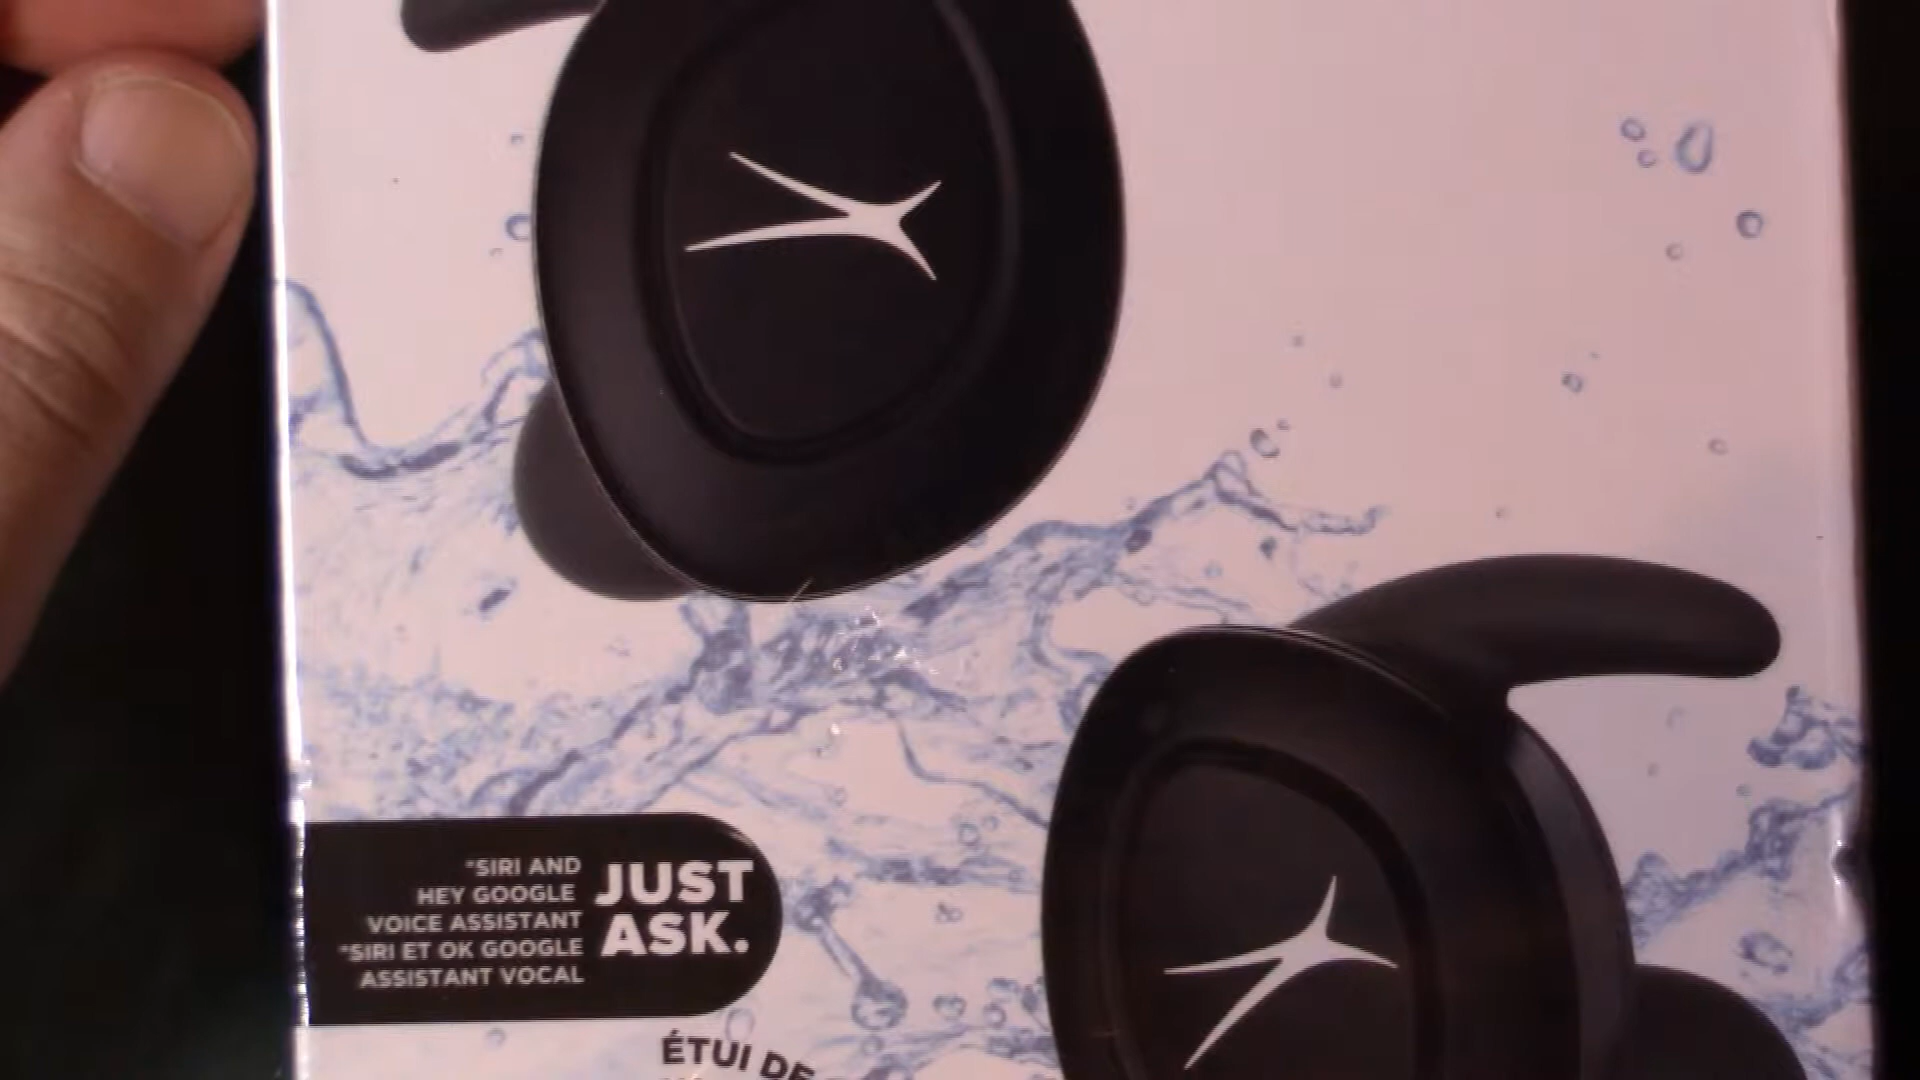 *SIRI AND
HEY GOOGLE
VOICE ASSISTANT
*SIRI ET OK GOOGLE
ASSISTANT VOCAL
JUST
ASK.
ÉTUI DE